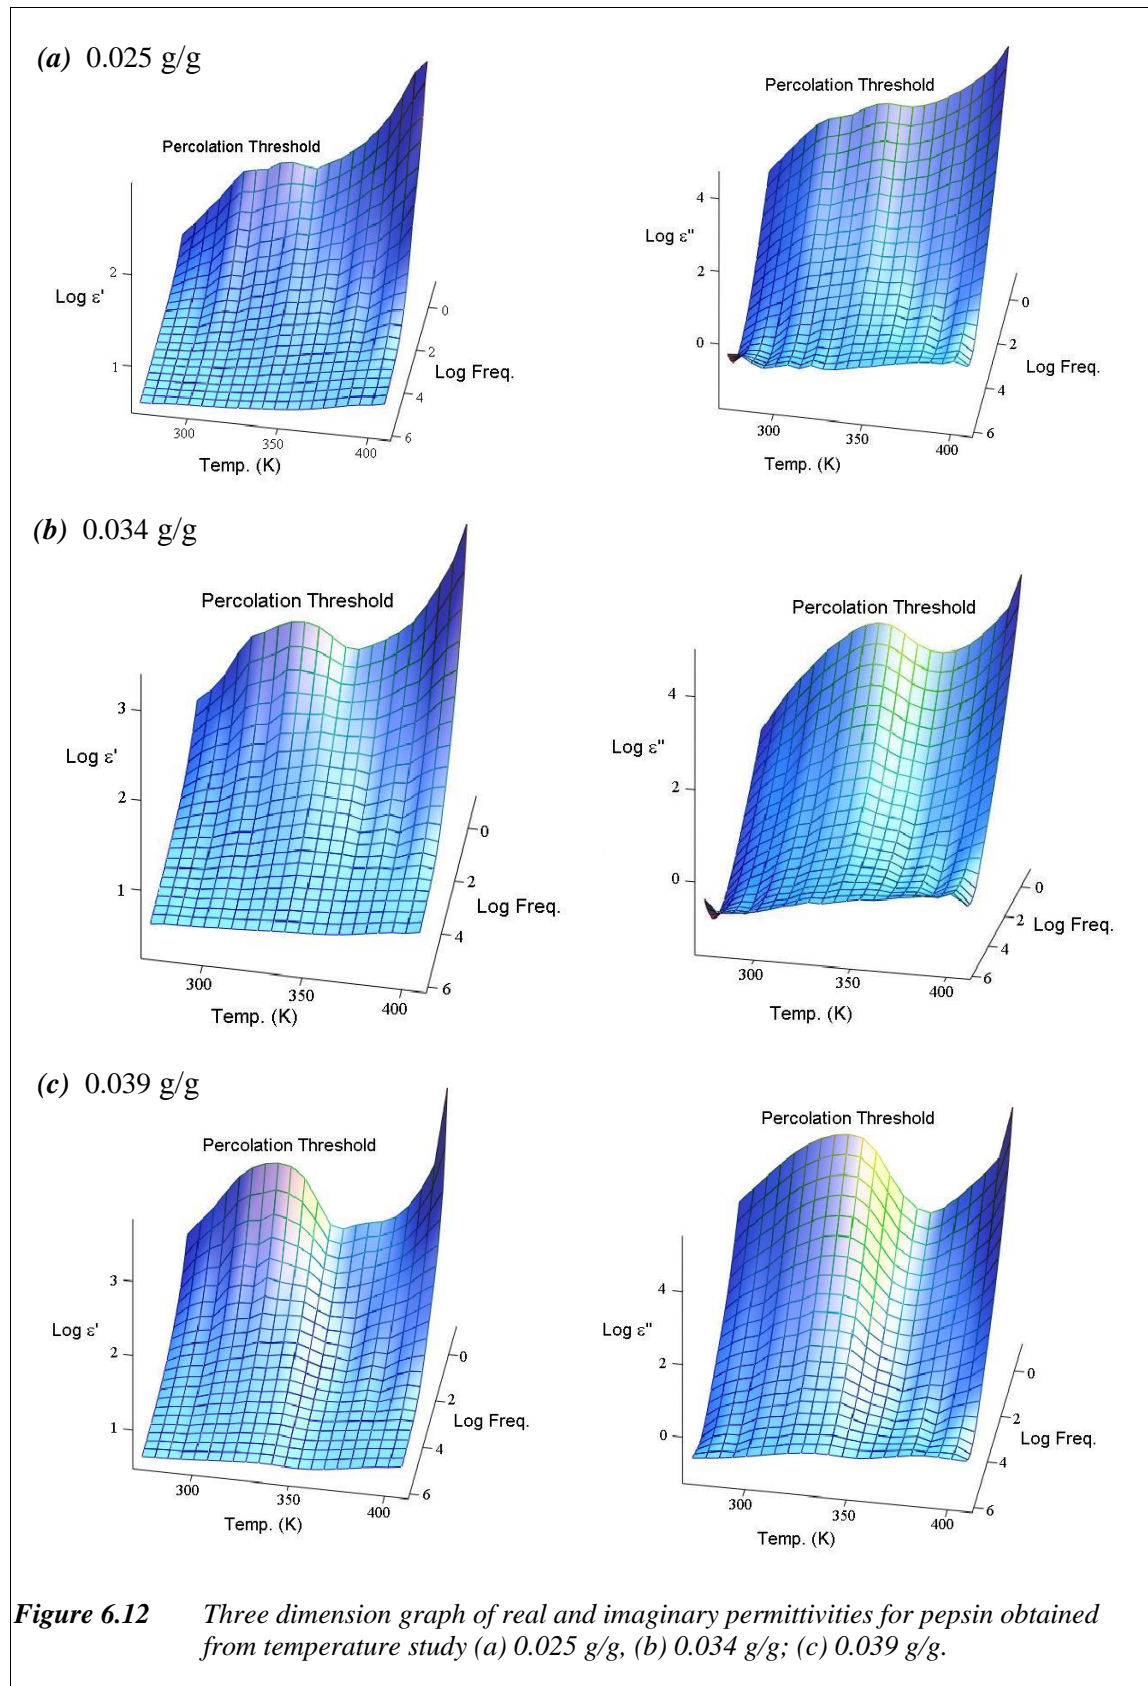 (a) 0.025 g/g
Percolation Threshold
Log ε'
2
1
300
350
400
Temp. (K)
0
2
4
6
Log Freq.
Percolation Threshold
Log ε"
4
2
0
300
350
400
Temp. (K)
0
2
4
6
Log Freq.
(b) 0.034 g/g
Percolation Threshold
3
Log ε'
2
1
300
350
400
Temp. (K)
0
2
Log Freq.
4
6
Percolation Threshold
4
Log ε"
2
0
300
350
400
Temp. (K)
0
2
Log Freq.
4
6
(c) 0.039 g/g
Percolation Threshold
3
Log ε'
2
1
300
350
400
Temp. (K)
0
2
Log Freq.
4
6
Percolation Threshold
4
Log ε"
2
0
300
350
400
Temp. (K)
0
2
Log Freq.
4
6
Figure 6.12 Three dimension graph of real and imaginary permittivities for pepsin obtained
from temperature study (a) 0.025 g/g, (b) 0.034 g/g; (c) 0.039 g/g.